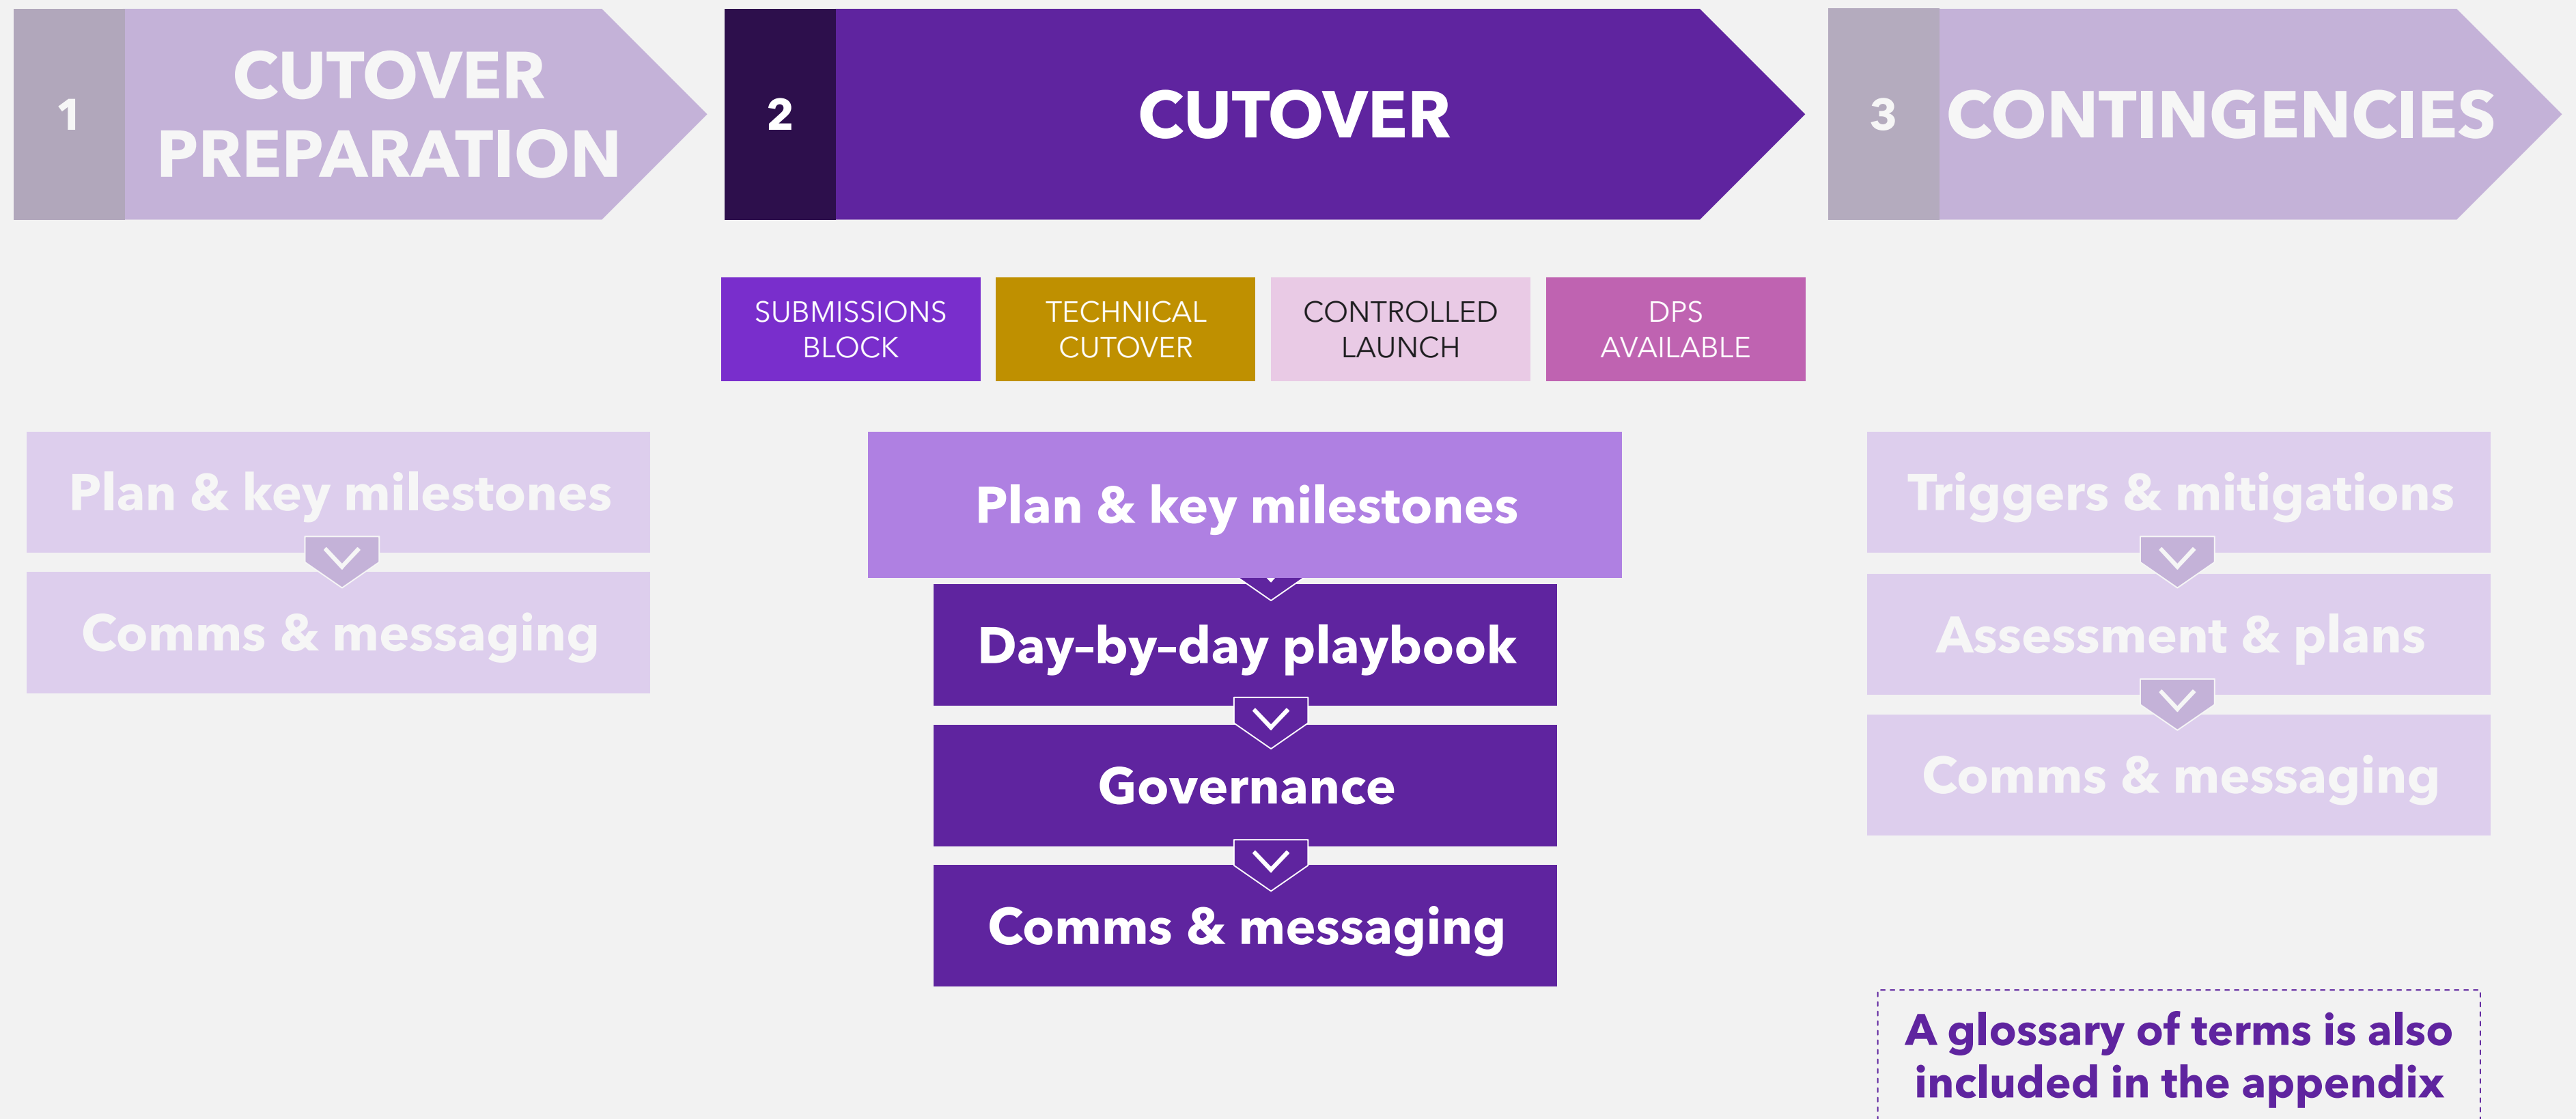 1
CUTOVER
PREPARATION
2
CUTOVER
3
CONTINGENCIES
SUBMISSIONS
BLOCK
TECHNICAL
CUTOVER
CONTROLLED
LAUNCH
DPS
AVAILABLE
Plan & key milestones
Comms & messaging
Plan & key milestones
Day-by-day playbook
Governance
Comms & messaging
Triggers & mitigations
Assessment & plans
Comms & messaging
A glossary of terms is also
included in the appendix